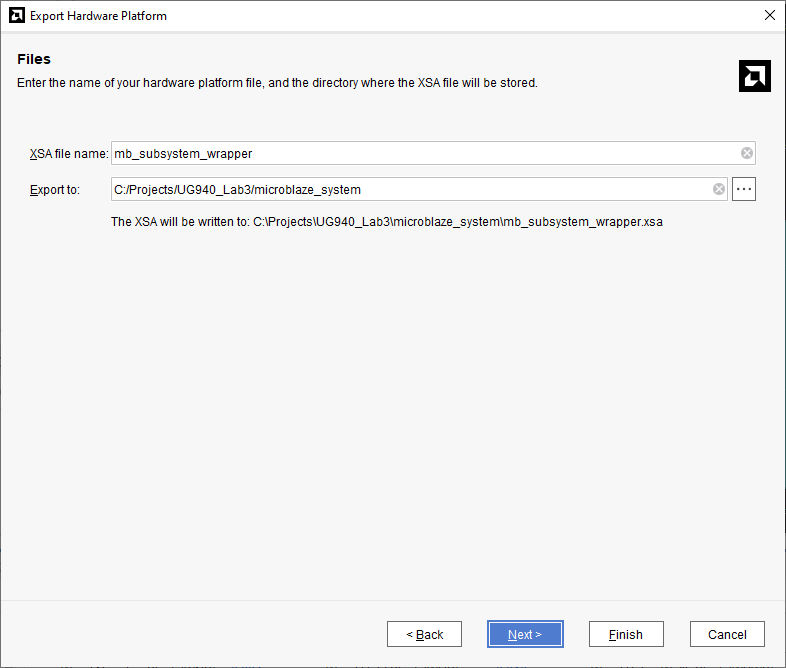 Export Hardware Platform
Files
Enter the name of your hardware platform file, and the directory where the XSA file will be stored.
XSA file name: mb_subsystem_wrapper
Export to: C:/Projects/UG940_Lab3/microblaze_system ...
The XSA will be written to: C:\Projects\UG940_Lab3\microblaze_system\mb_subsystem_wrapper.xsa
< Back Next > Finish Cancel